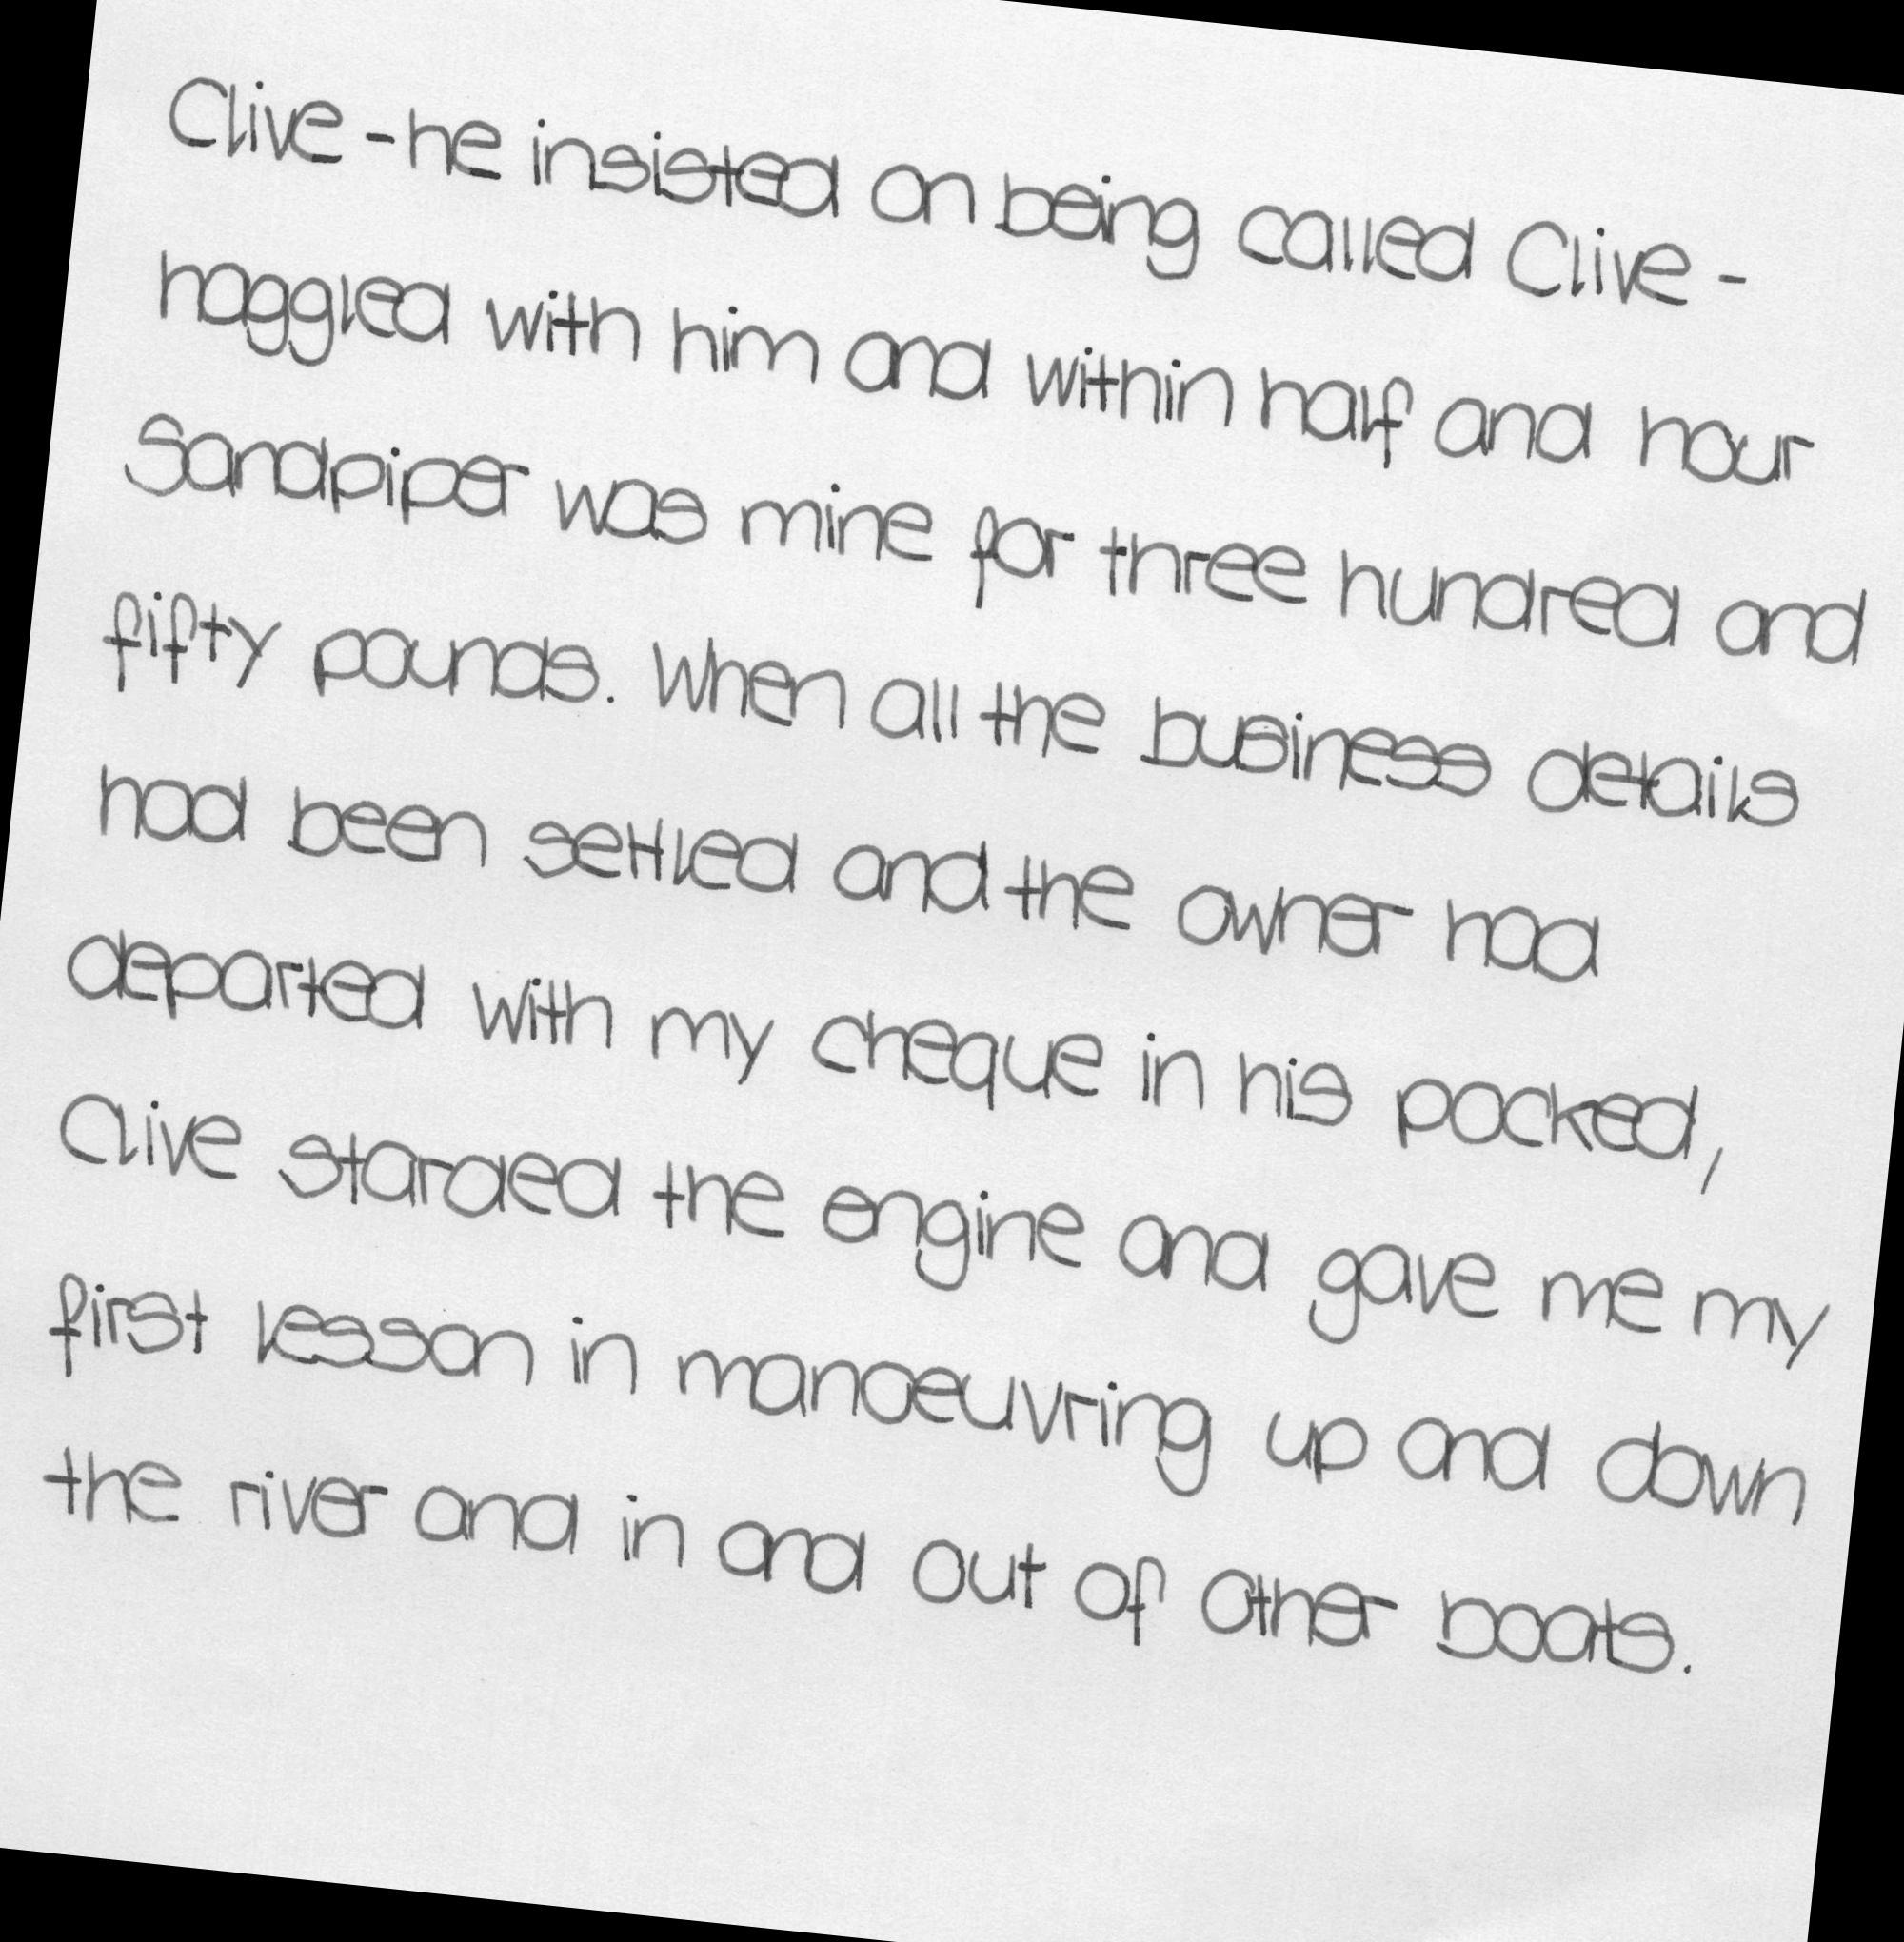 Clive - he insisted on being called Clive -
haggled with him and within half and hour
Sandpiper was mine for three hundred and
fifty pounds. When all the business details
had been settled and the owner had
departed with my cheque in his pocked,
Clive starded the engine and gave me my
first lesson in manoeuvring up and down
the river and in and out of other boats.